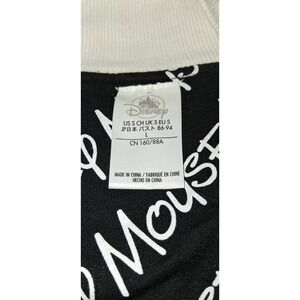 Disney
US S CH UK S EU S
JP日本 バスト 86-94
L
CN 160/88A
MADE IN CHINA / FABRIQUÉ EN CHINE
HECHO EN CHINA
Mouse
Mouse